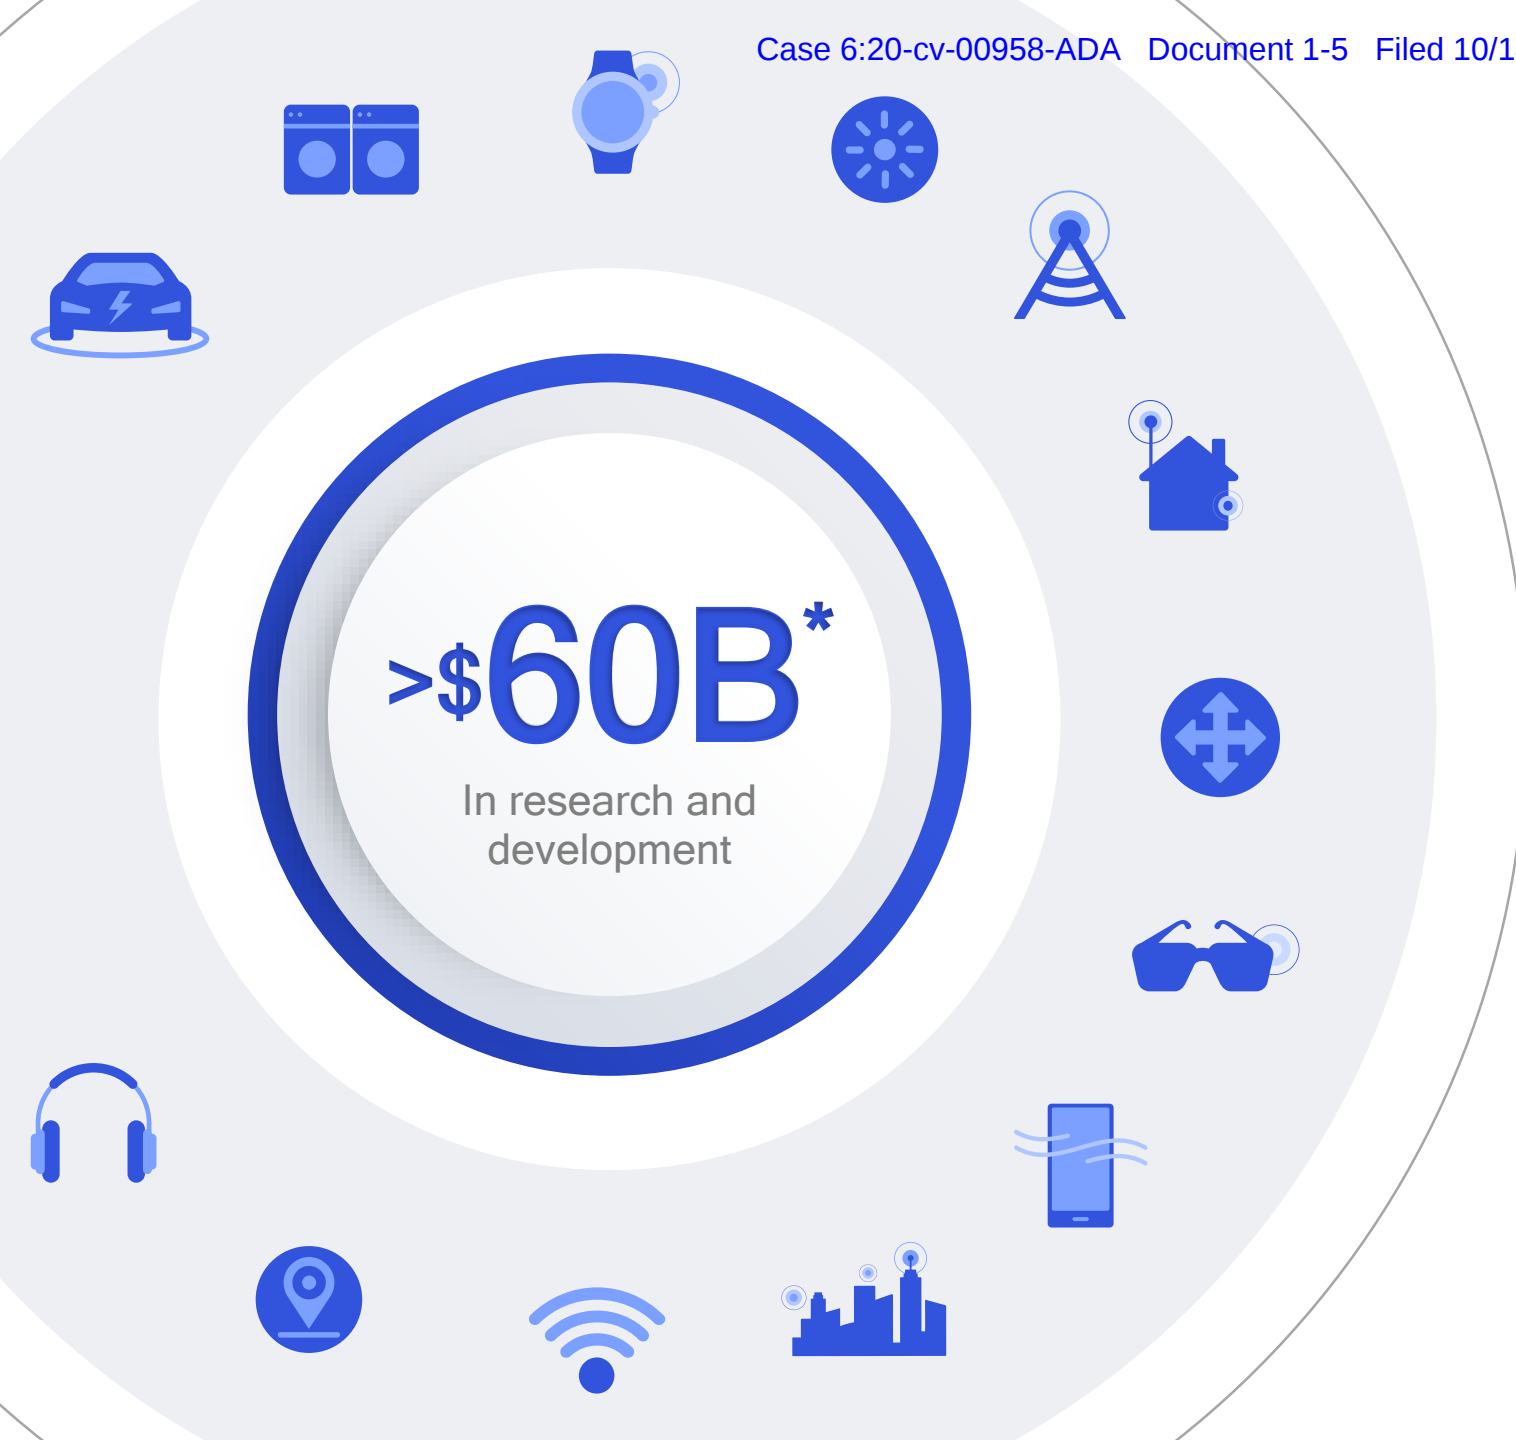 Case 6:20-cv-00958-ADA Document 1-5 Filed 10/1
>$60B*
In research and
development